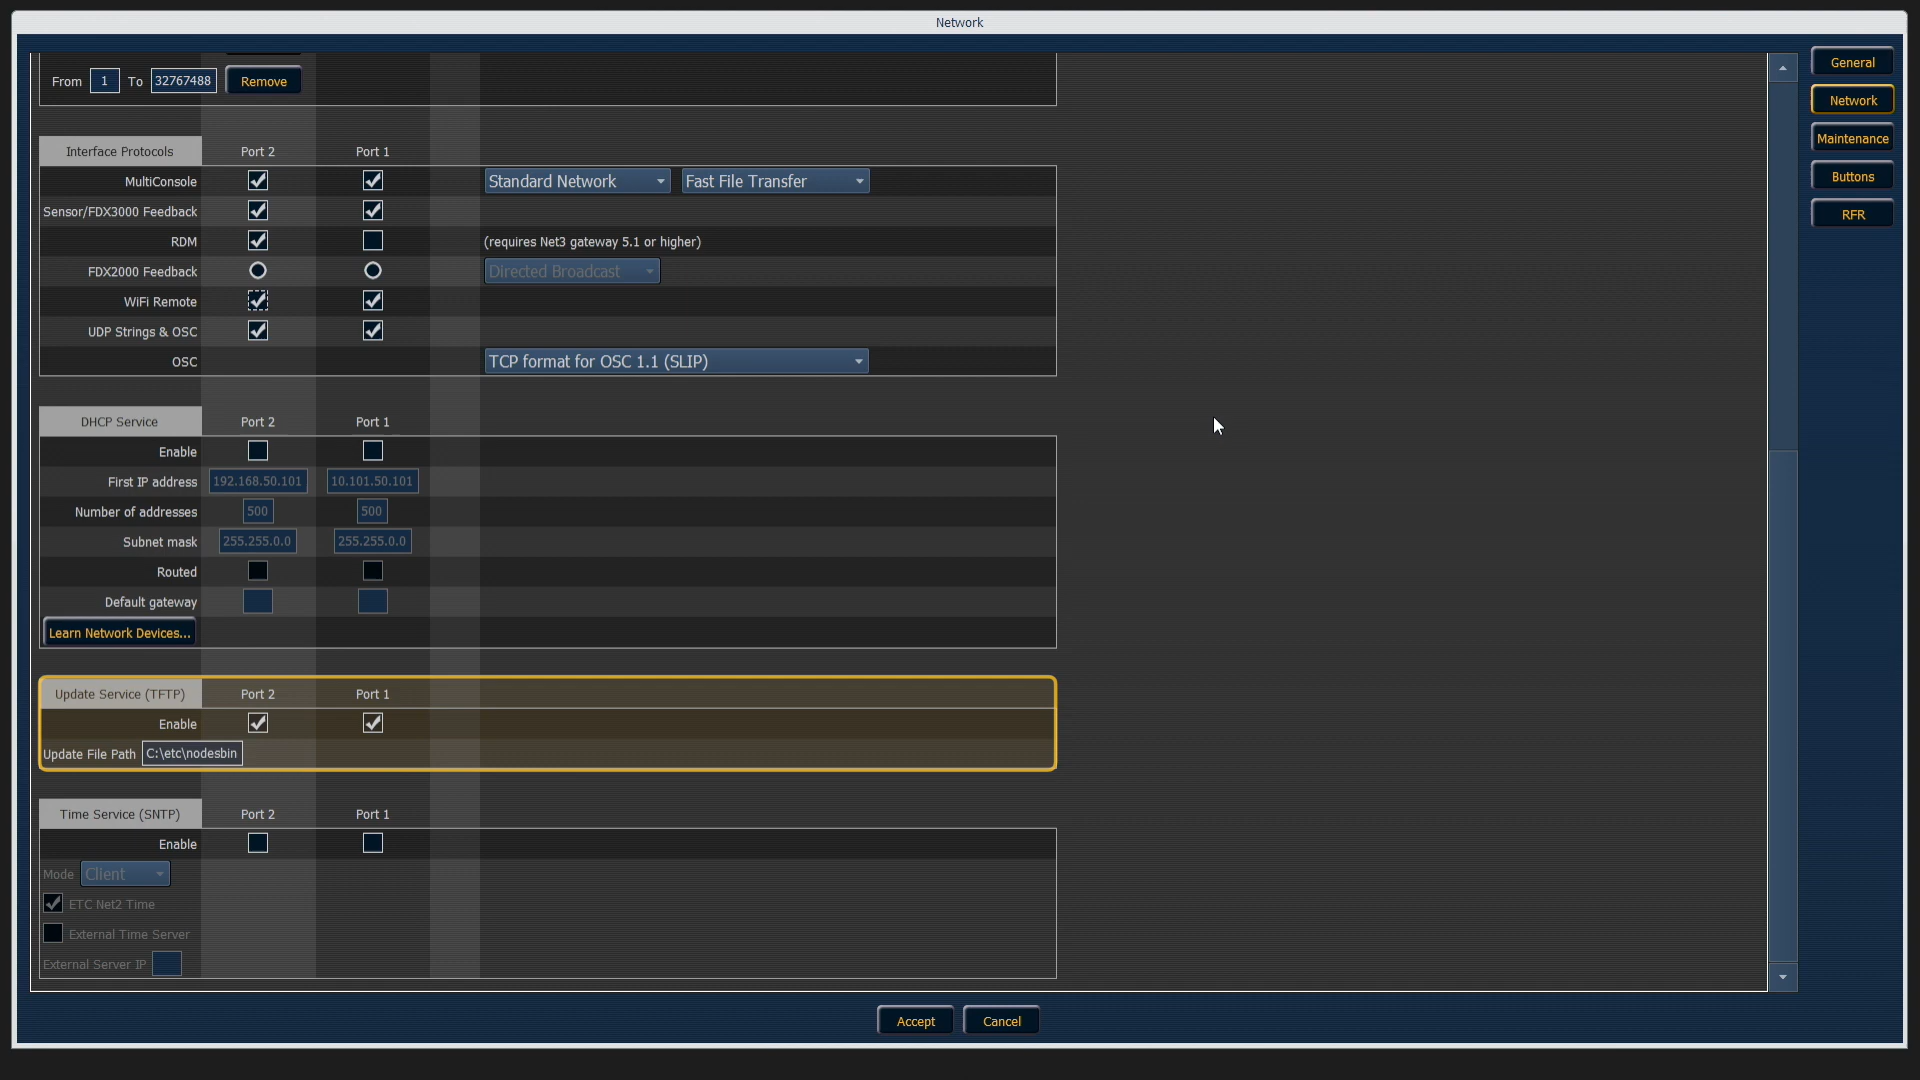 Network
From 1 To 32767488 Remove
Interface Protocols Port 2 Port 1
MultiConsole Standard Network Fast File Transfer
Sensor/FDX3000 Feedback
RDM (requires Net3 gateway 5.1 or higher)
FDX2000 Feedback Directed Broadcast
WiFi Remote
UDP Strings & OSC
OSC TCP format for OSC 1.1 (SLIP)
DHCP Service Port 2 Port 1
Enable
First IP address 192.168.50.101 10.101.50.101
Number of addresses 500 500
Subnet mask 255.255.0.0 255.255.0.0
Routed
Default gateway
Learn Network Devices...
Update Service (TFTP) Port 2 Port 1
Enable
Update File Path C:\etc\nodesbin
Time Service (SNTP) Port 2 Port 1
Enable
Mode Client
ETC Net2 Time
External Time Server
External Server IP
General
Network
Maintenance
Buttons
RFR
Accept Cancel